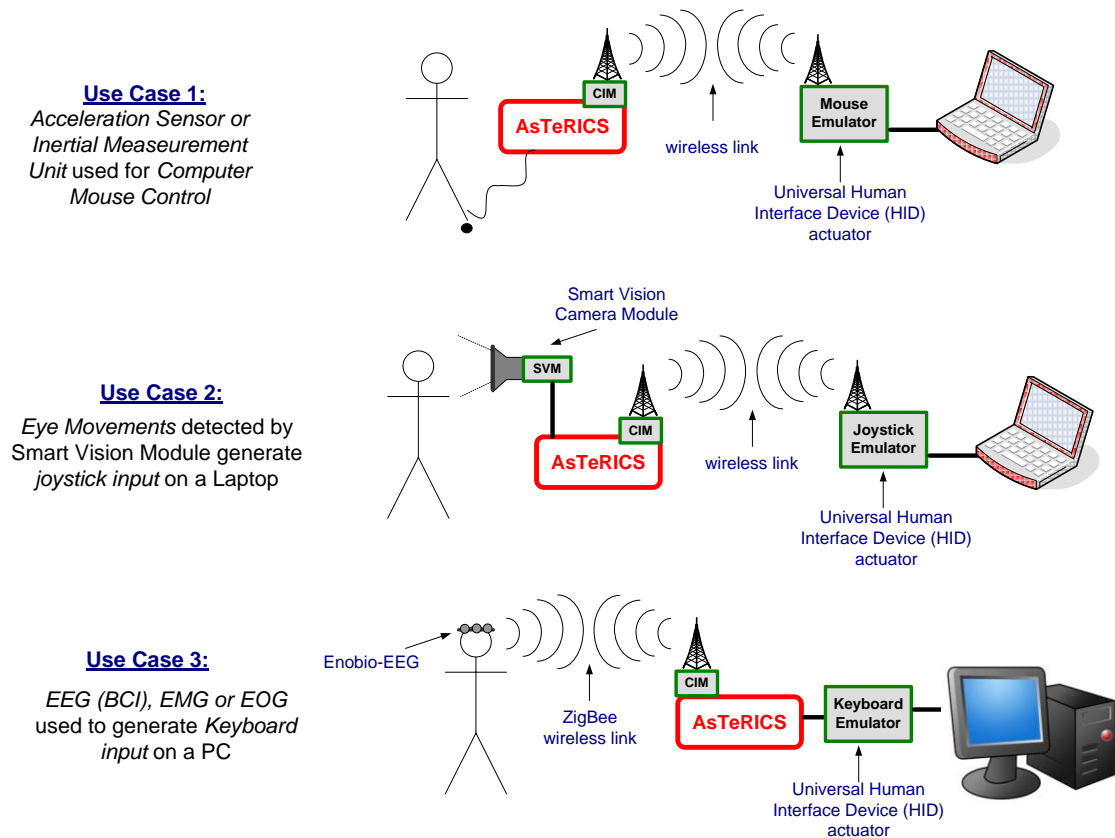 Use Case 1:
Acceleration Sensor or
Inertial Measeurement
Unit used for Computer
Mouse Control
CIM
AsTeRICS
wireless link
Mouse
Emulator
Universal Human
Interface Device (HID)
actuator
Use Case 2:
Eye Movements detected by
Smart Vision Module generate
joystick input on a Laptop
Smart Vision
Camera Module
SVM
CIM
AsTeRICS
wireless link
Joystick
Emulator
Universal Human
Interface Device (HID)
actuator
Use Case 3:
EEG (BCI), EMG or EOG
used to generate Keyboard
input on a PC
Enobio-EEG
ZigBee
wireless link
CIM
AsTeRICS
Keyboard
Emulator
Universal Human
Interface Device (HID)
actuator